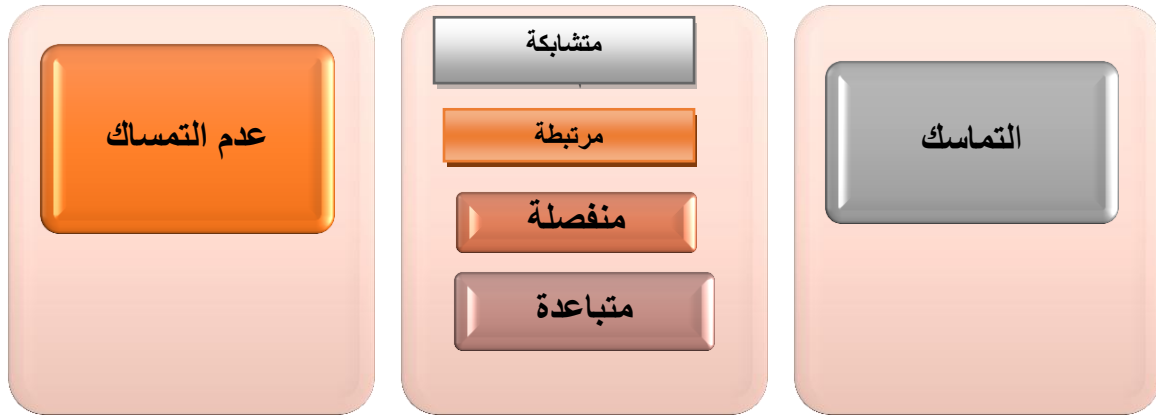 التماسك
متشابكة
مرتبطة
منفصلة
متباعدة
عدم التمساك